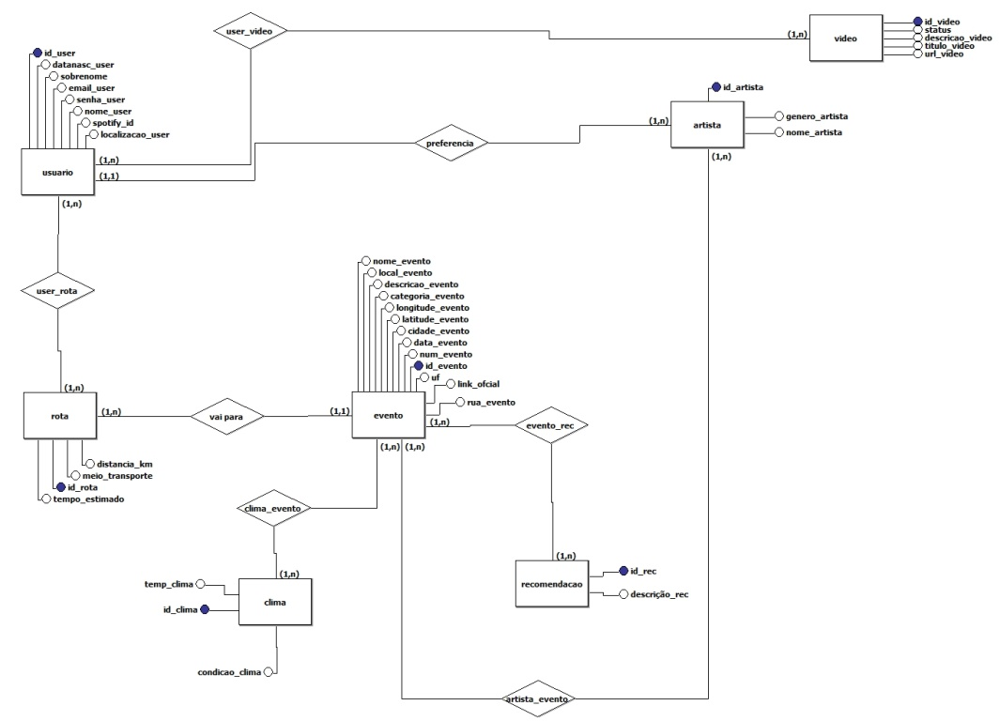 user_video
(1,n)
video
id_video
status
descricao_video
titulo_video
url_video
id_user
datanasc_user
sobrenome
email_user
senha_user
nome_user
spotify_id
localizacao_user
usuario
(1,n)
(1,1)
(1,n)
preferencia
(1,n)
artista
id_artista
genero_artista
nome_artista
(1,n)
user_rota
(1,n)
rota
(1,n)
distancia_km
meio_transporte
id_rota
tempo_estimado
vai para
(1,1)
nome_evento
local_evento
descricao_evento
categoria_evento
longitude_evento
latitude_evento
cidade_evento
data_evento
num_evento
id_evento
uf
link_ofcial
rua_evento
evento
(1,n)
(1,n)
(1,n)
evento_rec
clima_evento
(1,n)
clima
temp_clima
id_clima
condicao_clima
(1,n)
recomendacao
id_rec
descrição_rec
artista_evento